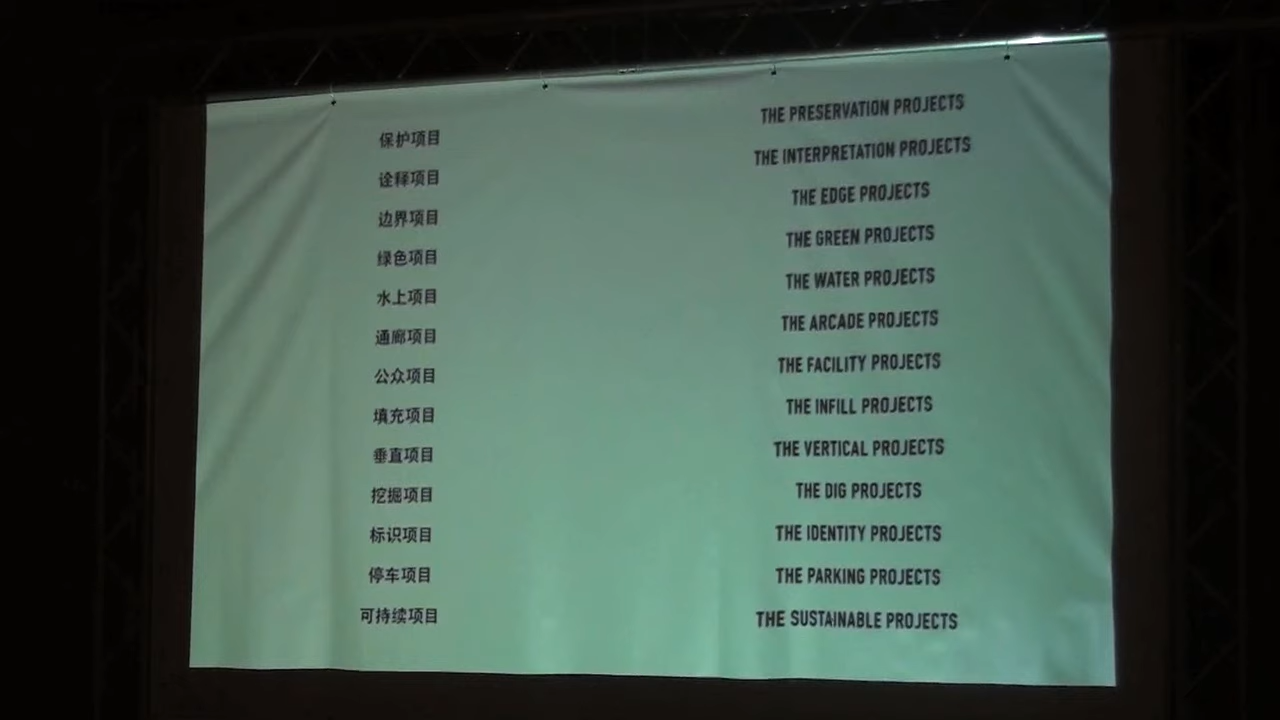 保护项目
诠释项目
边界项目
绿色项目
水上项目
通廊项目
公众项目
填充项目
垂直项目
挖掘项目
标识项目
停车项目
可持续项目
THE PRESERVATION PROJECTS
THE INTERPRETATION PROJECTS
THE EDGE PROJECTS
THE GREEN PROJECTS
THE WATER PROJECTS
THE ARCADE PROJECTS
THE FACILITY PROJECTS
THE INFILL PROJECTS
THE VERTICAL PROJECTS
THE DIG PROJECTS
THE IDENTITY PROJECTS
THE PARKING PROJECTS
THE SUSTAINABLE PROJECTS